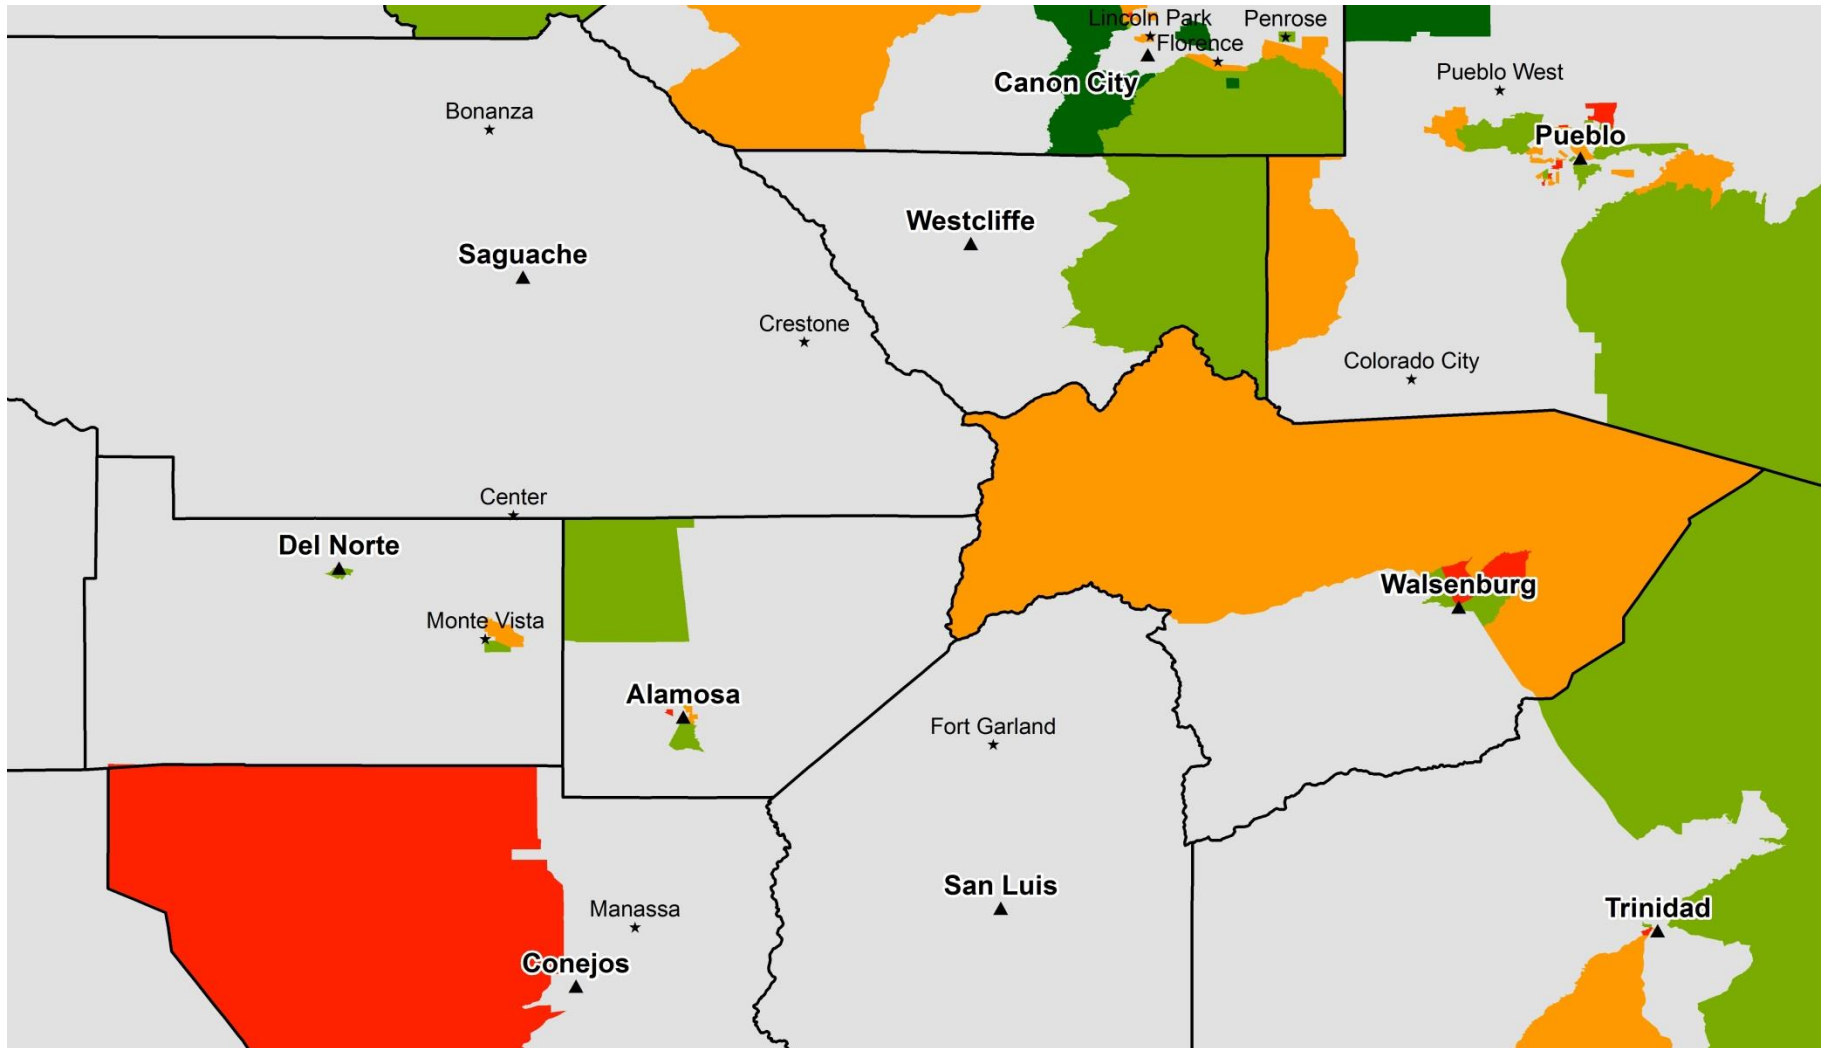 Lincoln Park
Penrose
Florence
Canon City
Pueblo West
Bonanza
Pueblo
Westcliffe
Saguache
Crestone
Colorado City
Center
Del Norte
Walsenburg
Monte Vista
Alamosa
Fort Garland
San Luis
Manassa
Trinidad
Conejos